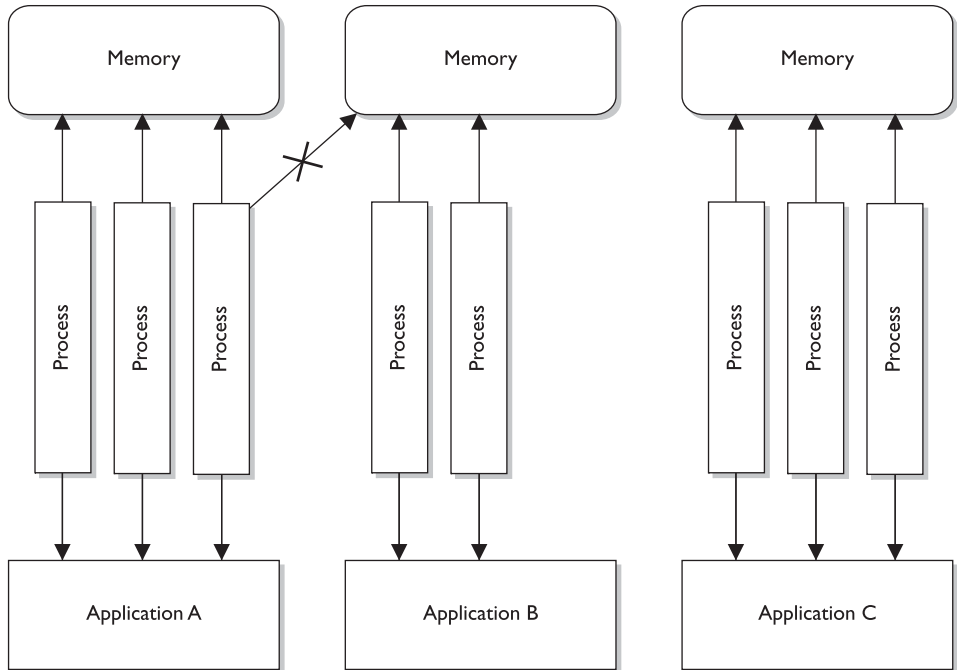 Memory
Memory
Memory
Process
Process
Process
Process
Process
Process
Process
Process
Application A
Application B
Application C